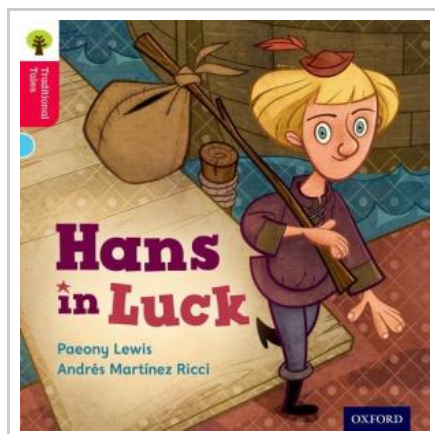 Traditional
Tales
Hans
in Luck
Paeony Lewis
Andrés Martínez Ricci
OXFORD